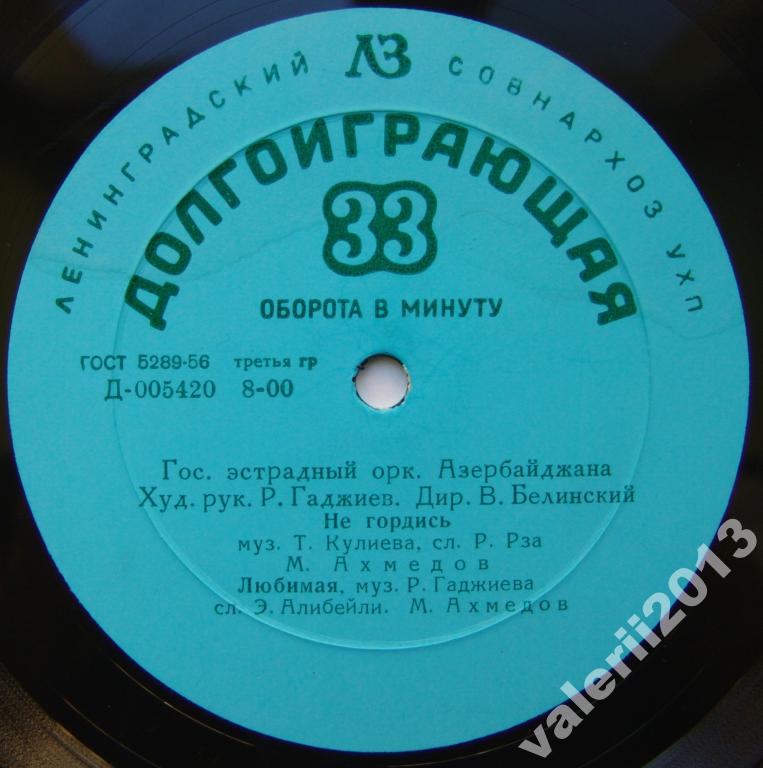 ЛЕНИНГРАДСКИЙ ЛЗ СОВНАРХОЗ УХП
ДОЛГОИГРАЮЩАЯ
33
ОБОРОТА В МИНУТУ
ГОСТ 5289-56 третья гр
Д-005420 8-00
Гос. эстрадный орк. Азербайджана
Худ. рук. Р. Гаджиев. Дир. В. Белинский
Не гордись
муз. Т. Кулиева, сл. Р. Рза
М. Ахмедов
Любимая, муз. Р. Гаджиева
сл. Э. Алибейли. М. Ахмедов
valerii2013